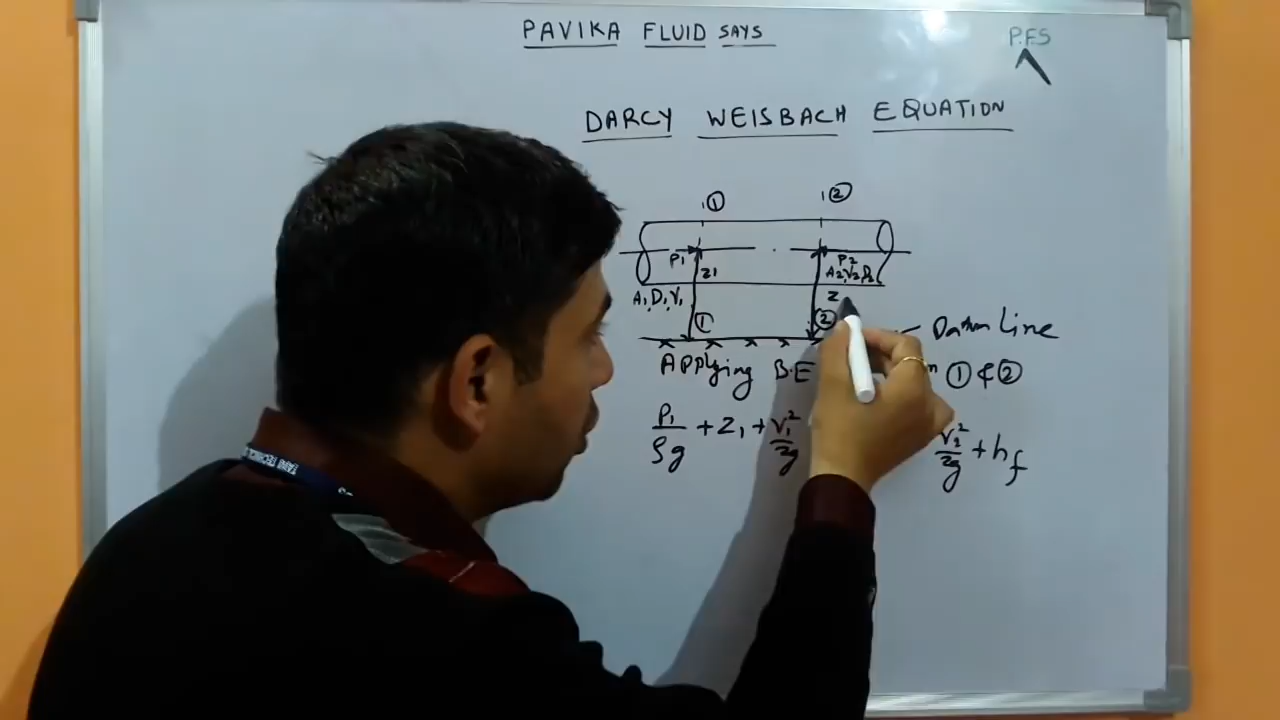 PAVIKA FLUID SAYS
P.F.S
DARCY WEISBACH EQUATION
① ②
P₁ P₂
Z₁ A₂ V₂ D₂
A₁ D₁ V₁ Z
① ②
Datum Line
Applying B.E ① & ②
P₁/ρg + Z₁ + V₁²/2g V₂²/2g + hf